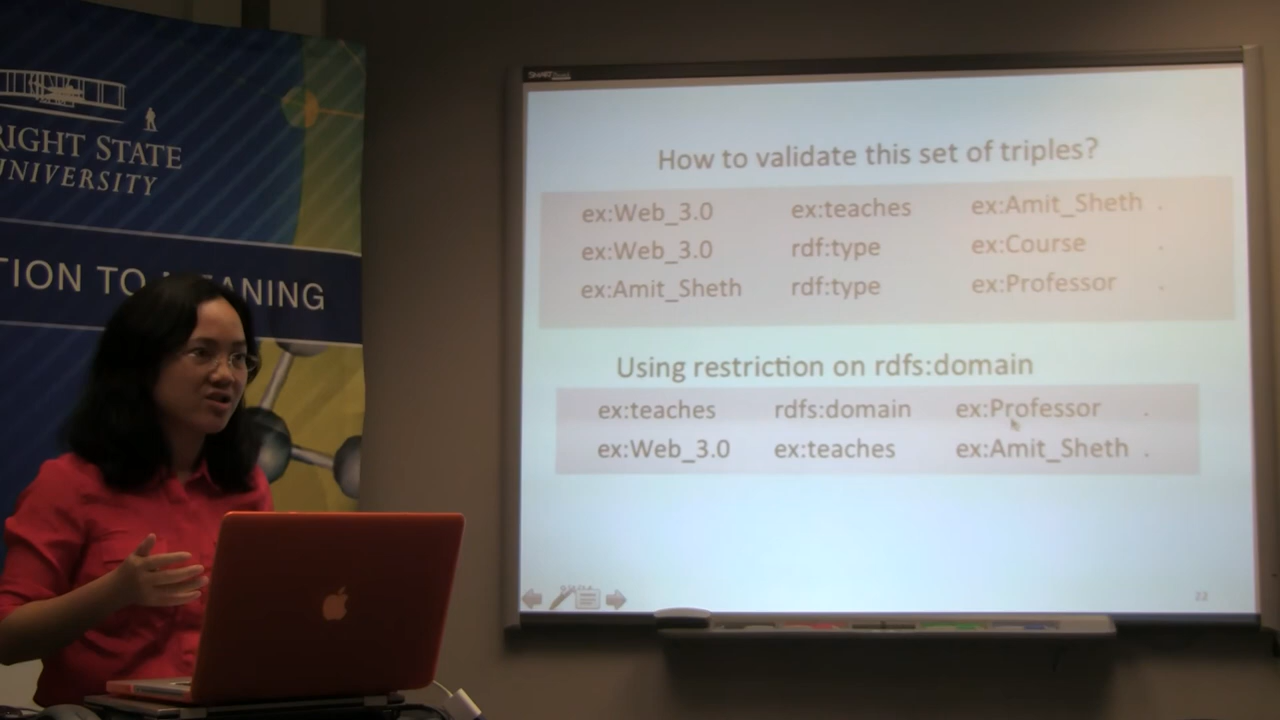 RIGHT STATE
UNIVERSITY
TION TO
ANING
How to validate this set of triples?
ex:Web_3.0 ex:teaches ex:Amit_Sheth .
ex:Web_3.0 rdf:type ex:Course .
ex:Amit_Sheth rdf:type ex:Professor .
Using restriction on rdfs:domain
ex:teaches rdfs:domain ex:Professor .
ex:Web_3.0 ex:teaches ex:Amit_Sheth .
22